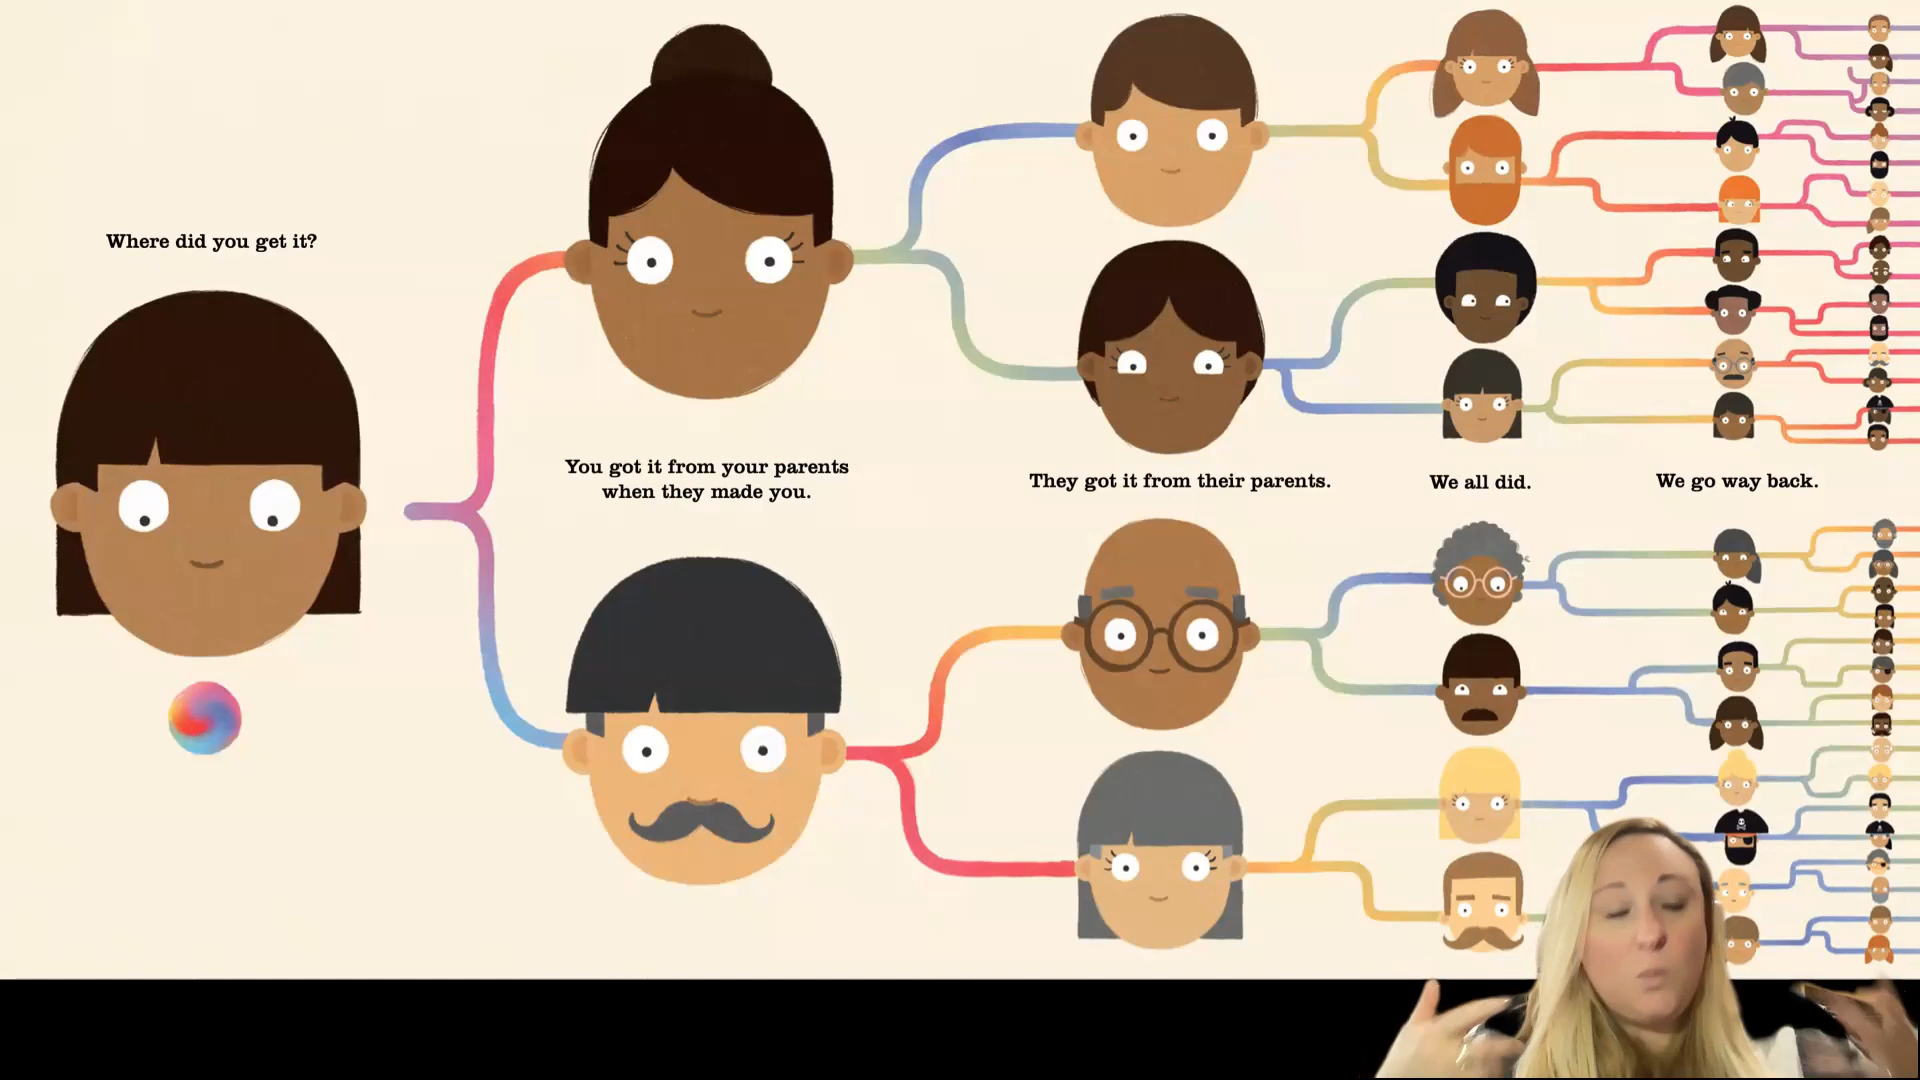 Where did you get it?
You got it from your parents
when they made you.
They got it from their parents.
We all did.
We go way back.